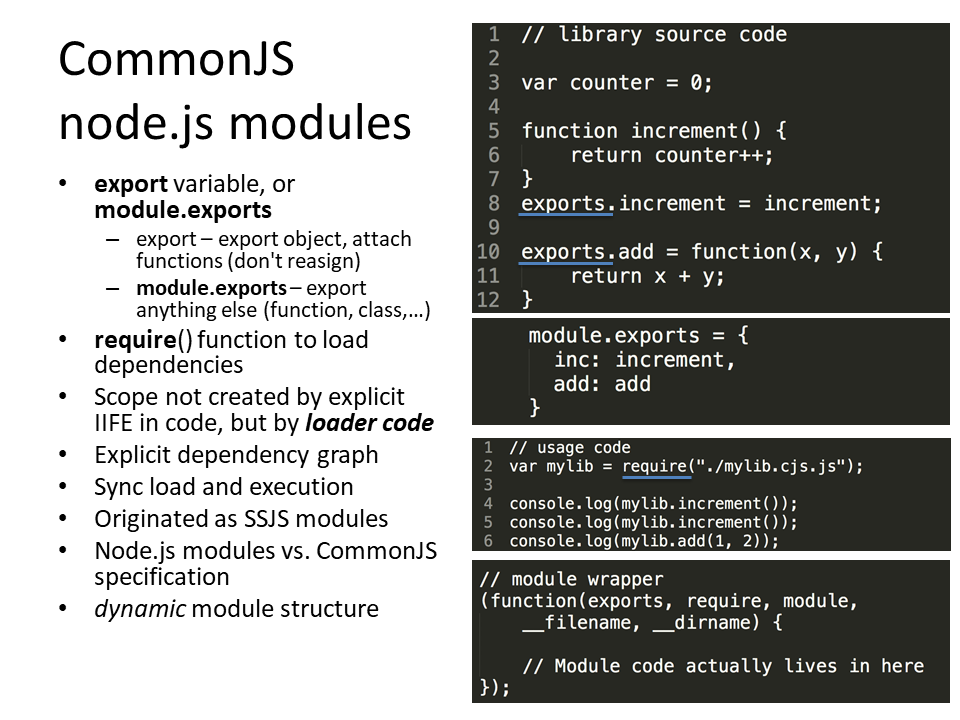 CommonJS
node.js modules
• export variable, or
module.exports
– export – export object, attach
functions (don't reasign)
– module.exports – export
anything else (function, class,…)
• require() function to load
dependencies
• Scope not created by explicit
IIFE in code, but by loader code
• Explicit dependency graph
• Sync load and execution
• Originated as SSJS modules
• Node.js modules vs. CommonJS
specification
• dynamic module structure
1 // library source code
2
3 var counter = 0;
4
5 function increment() {
6     return counter++;
7 }
8 exports.increment = increment;
9
10 exports.add = function(x, y) {
11     return x + y;
12 }
module.exports = {
  inc: increment,
  add: add
}
1 // usage code
2 var mylib = require("./mylib.cjs.js");
3
4 console.log(mylib.increment());
5 console.log(mylib.increment());
6 console.log(mylib.add(1, 2));
// module wrapper
(function(exports, require, module,
    __filename, __dirname) {
    // Module code actually lives in here
});